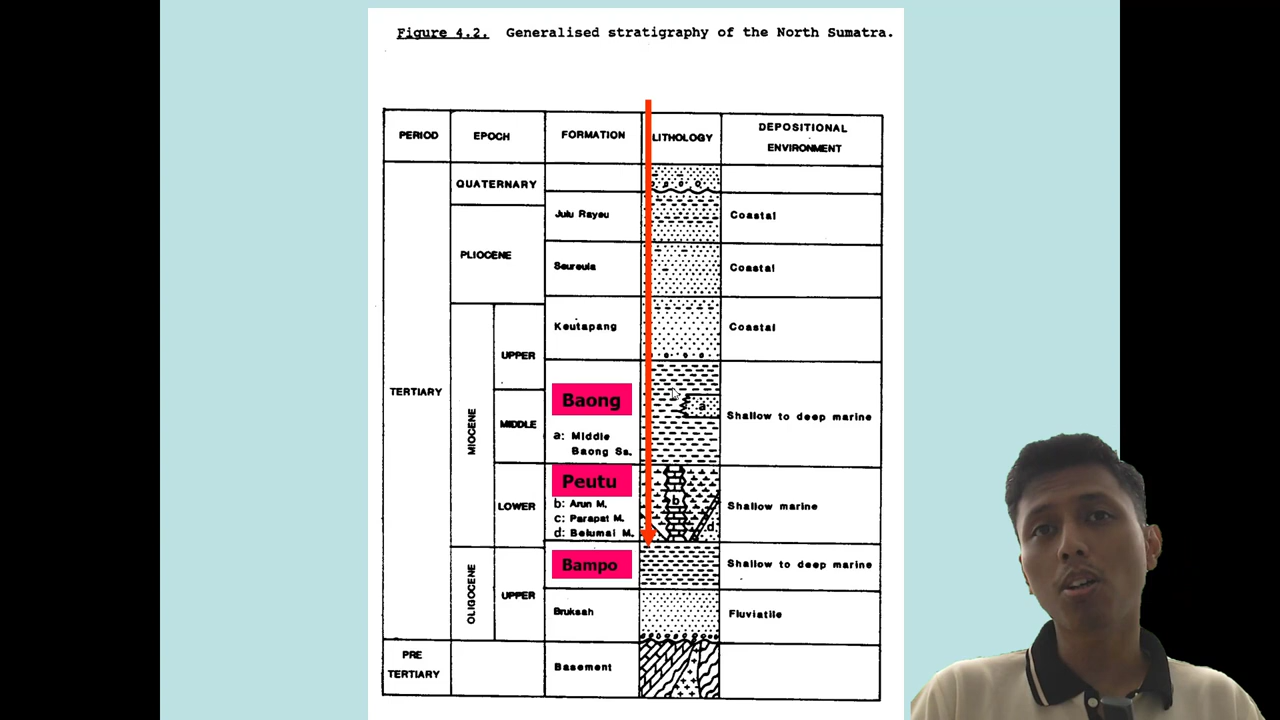 Figure 4.2. Generalised stratigraphy of the North Sumatra.
PERIOD EPOCH FORMATION LITHOLOGY DEPOSITIONAL
ENVIRONMENT
QUATERNARY
Julu Rayeu Coastal
PLIOCENE
Seureula Coastal
Keutapang Coastal
UPPER
TERTIARY
MIOCENE
Baong
a
Shallow to deep marine
MIDDLE
a: Middle
Baong Ss.
Peutu
LOWER
b: Arun M.
b
Shallow marine
c: Parapat M.
d: Belumai M.
d
OLIGOCENE
Bampo Shallow to deep marine
UPPER
Bruksah Fluviatile
PRE
TERTIARY
Basement